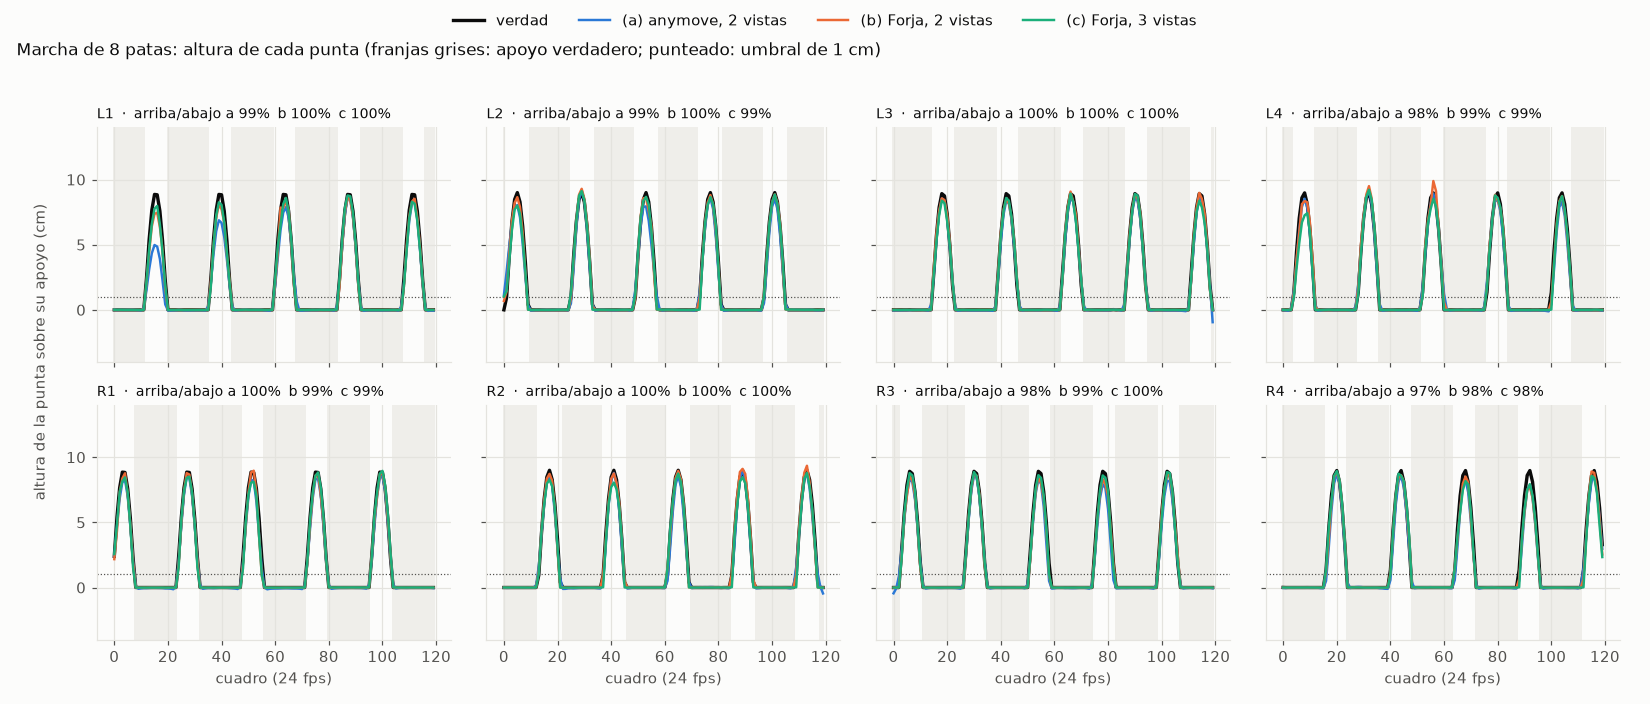 verdad (a) anymove, 2 vistas (b) Forja, 2 vistas (c) Forja, 3 vistas
Marcha de 8 patas: altura de cada punta (franjas grises: apoyo verdadero; punteado: umbral de 1 cm)
L1 · arriba/abajo a 99% b 100% c 100%
L2 · arriba/abajo a 99% b 100% c 99%
L3 · arriba/abajo a 100% b 100% c 100%
L4 · arriba/abajo a 98% b 99% c 99%
10
5
0
altura de la punta sobre su apoyo (cm)
R1 · arriba/abajo a 100% b 99% c 99%
R2 · arriba/abajo a 100% b 100% c 100%
R3 · arriba/abajo a 98% b 99% c 100%
R4 · arriba/abajo a 97% b 98% c 98%
10
5
0
0 20 40 60 80 100 120
0 20 40 60 80 100 120
0 20 40 60 80 100 120
0 20 40 60 80 100 120
cuadro (24 fps)
cuadro (24 fps)
cuadro (24 fps)
cuadro (24 fps)